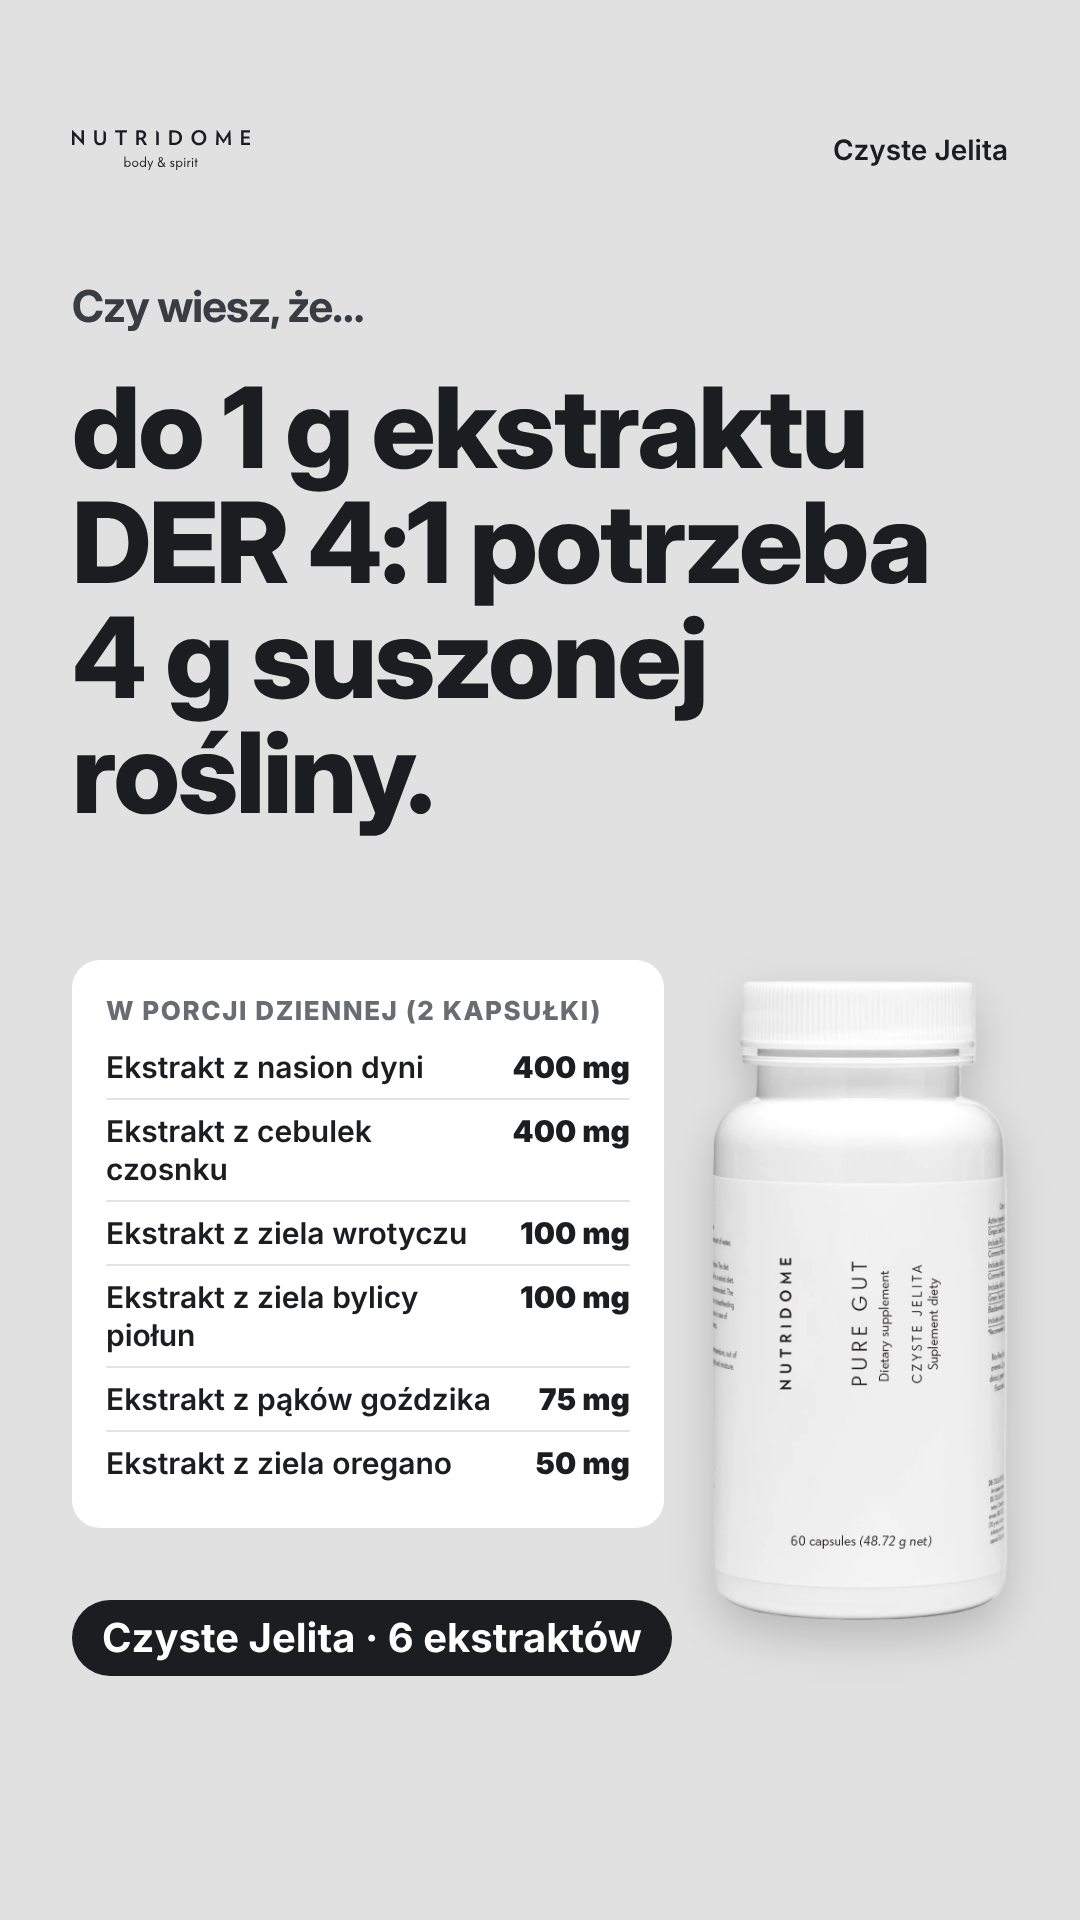 NUTRIDOME
body & spirit
Czyste Jelita
Czy wiesz, że...
do 1 g ekstraktu
DER 4:1 potrzeba
4 g suszonej
rośliny.
W PORCJI DZIENNEJ (2 KAPSUŁKI)
Ekstrakt z nasion dyni 400 mg
Ekstrakt z cebulek 400 mg
czosnku
Ekstrakt z ziela wrotyczu 100 mg
Ekstrakt z ziela bylicy 100 mg
piołun
Ekstrakt z pąków goździka 75 mg
Ekstrakt z ziela oregano 50 mg
NUTRIDOME
PURE GUT
Dietary supplement
CZYSTE JELITA
Suplement diety
60 capsules (48.72 g net)
Czyste Jelita · 6 ekstraktów